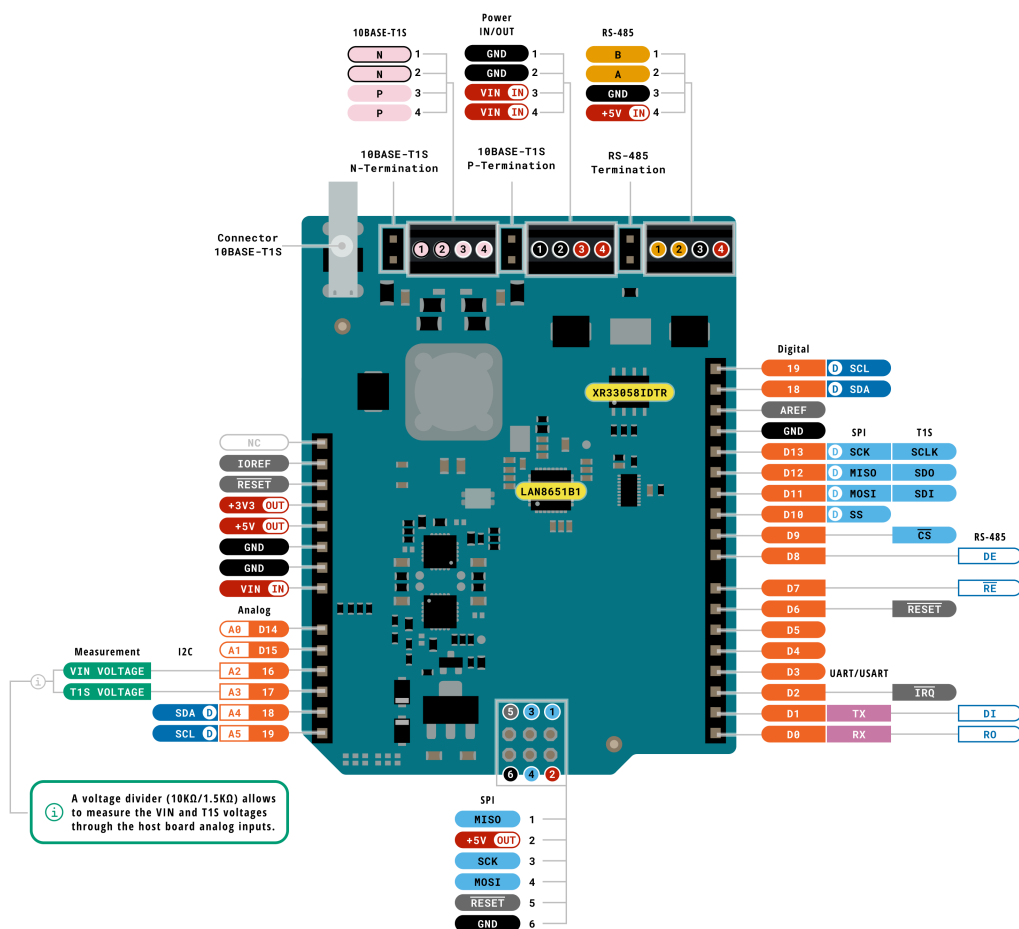 10BASE-T1S
N 1
N 2
P 3
P 4
Power
IN/OUT
GND 1
GND 2
VIN IN 3
VIN IN 4
RS-485
B 1
A 2
GND 3
+5V IN 4
10BASE-T1S
N-Termination
10BASE-T1S
P-Termination
RS-485
Termination
Connector
10BASE-T1S
1 2 3 4
1 2 3 4
1 2 3 4
XR33058IDTR
LAN8651B1
NC
IOREF
RESET
+3V3 OUT
+5V OUT
GND
GND
VIN IN
Analog
A0 D14
A1 D15
Measurement I2C
VIN VOLTAGE A2 16
T1S VOLTAGE A3 17
SDA D A4 18
SCL D A5 19
i
i
A voltage divider (10KΩ/1.5KΩ) allows
to measure the VIN and T1S voltages
through the host board analog inputs.
Digital
19 D SCL
18 D SDA
AREF
GND
SPI T1S
D13 D SCK SCLK
D12 D MISO SDO
D11 D MOSI SDI
D10 D SS
D9 CS
RS-485
D8 DE
D7 RE
D6 RESET
D5
D4
D3
UART/USART
D2 IRQ
D1 TX DI
D0 RX RO
5 3 1
6 4 2
SPI
MISO 1
+5V OUT 2
SCK 3
MOSI 4
RESET 5
GND 6